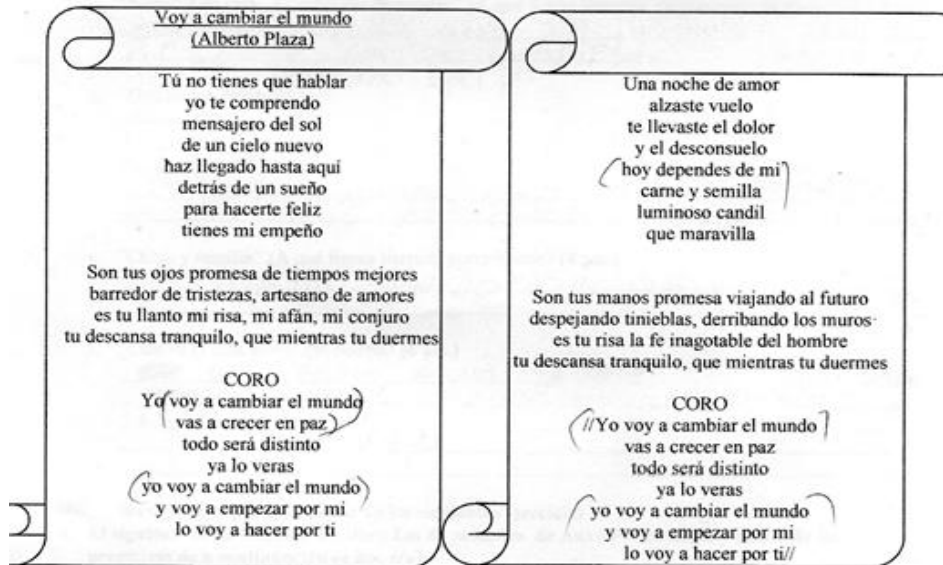 Voy a cambiar el mundo
(Alberto Plaza)
Tú no tienes que hablar
yo te comprendo
mensajero del sol
de un cielo nuevo
haz llegado hasta aquí
detrás de un sueño
para hacerte feliz
tienes mi empeño
Son tus ojos promesa de tiempos mejores
barredor de tristezas, artesano de amores
es tu llanto mi risa, mi afán, mi conjuro
tu descansa tranquilo, que mientras tu duermes
CORO
Yo voy a cambiar el mundo
vas a crecer en paz
todo será distinto
ya lo veras
yo voy a cambiar el mundo
y voy a empezar por mi
lo voy a hacer por ti
Una noche de amor
alzaste vuelo
te llevaste el dolor
y el desconsuelo
hoy dependes de mi
carne y semilla
luminoso candil
que maravilla
Son tus manos promesa viajando al futuro
despejando tinieblas, derribando los muros
es tu risa la fe inagotable del hombre
tu descansa tranquilo, que mientras tu duermes
CORO
//Yo voy a cambiar el mundo
vas a crecer en paz
todo será distinto
ya lo veras
yo voy a cambiar el mundo
y voy a empezar por mi
lo voy a hacer por ti//